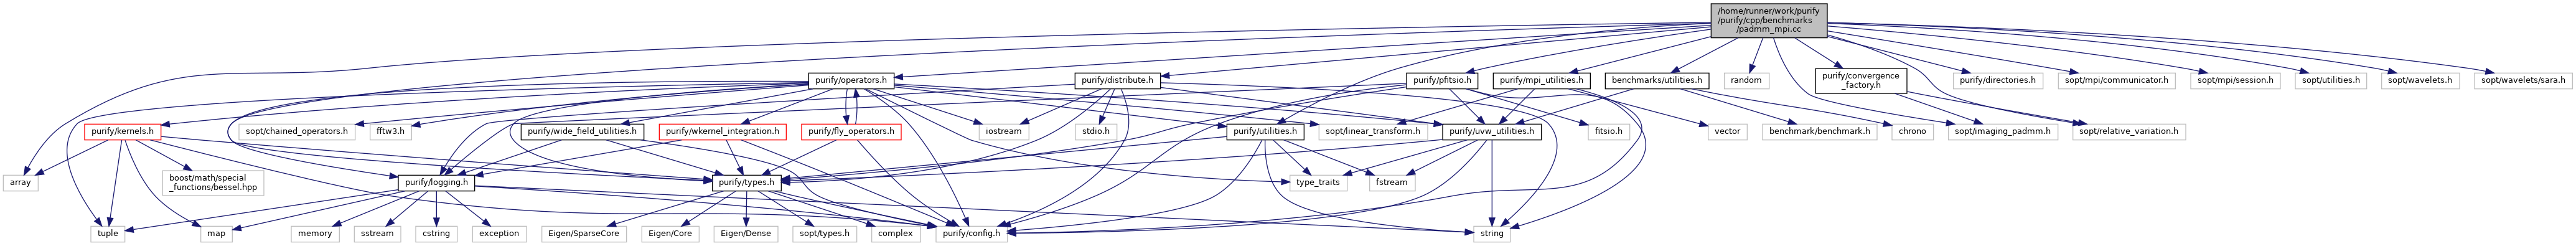 /home/runner/work/purify
/purify/cpp/benchmarks
/padmm_mpi.cc
purify/operators.h
purify/distribute.h
purify/pfitsio.h
purify/mpi_utilities.h
benchmarks/utilities.h
random
purify/convergence
_factory.h
purify/directories.h
sopt/mpi/communicator.h
sopt/mpi/session.h
sopt/utilities.h
sopt/wavelets.h
sopt/wavelets/sara.h
purify/kernels.h
sopt/chained_operators.h
fftw3.h
purify/wide_field_utilities.h
purify/wkernel_integration.h
purify/fly_operators.h
iostream
stdio.h
purify/utilities.h
sopt/linear_transform.h
purify/uvw_utilities.h
fitsio.h
vector
benchmark/benchmark.h
chrono
sopt/imaging_padmm.h
sopt/relative_variation.h
array
boost/math/special
_functions/bessel.hpp
purify/logging.h
purify/types.h
type_traits
fstream
tuple
map
memory
sstream
cstring
exception
Eigen/SparseCore
Eigen/Core
Eigen/Dense
sopt/types.h
complex
purify/config.h
string